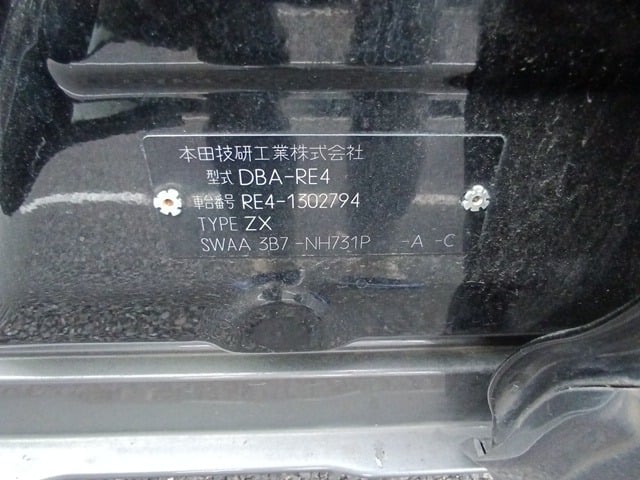 本田技研工業株式会社
型式 DBA-RE4
車台番号 RE4-1302794
TYPE ZX
SWAA 3B7 -NH731P -A -C